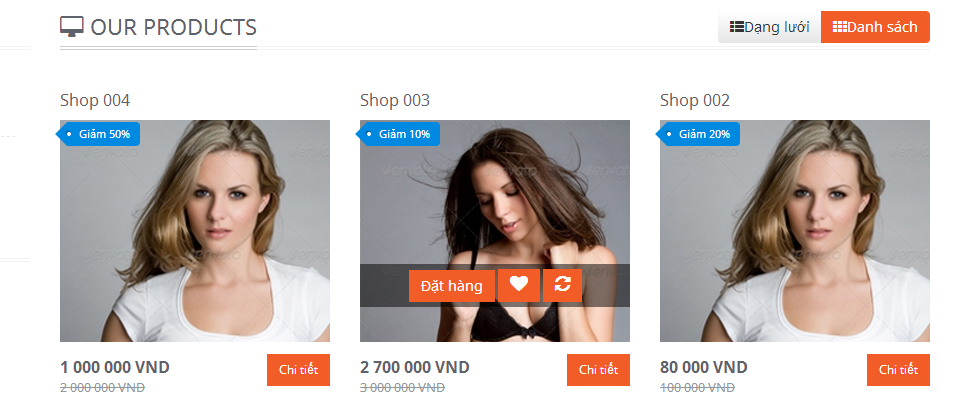 OUR PRODUCTS
Dạng lưới
Danh sách
Shop 004
Shop 003
Shop 002
Giảm 50%
Giảm 10%
Giảm 20%
Đặt hàng
1 000 000 VND
2 000 000 VND
Chi tiết
2 700 000 VND
3 000 000 VND
Chi tiết
80 000 VND
100 000 VND
Chi tiết